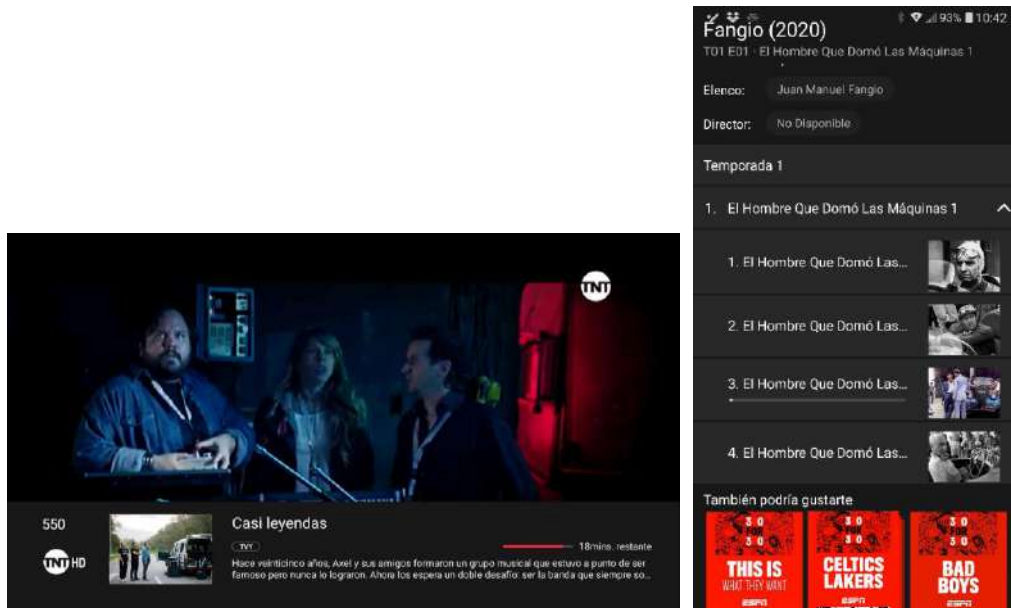 TNT
550
TNT HD
Casi leyendas
TVT
18mins. restante
Hace veinticinco años, Axel y sus amigos formaron un grupo musical que estuvo a punto de ser
famoso pero nunca lo lograron. Ahora los espera un doble desafío: ser la banda que siempre so...
93% 10:42
Fangio (2020)
T01 E01 · El Hombre Que Domó Las Máquinas 1
Elenco: Juan Manuel Fangio
Director: No Disponible
Temporada 1
1. El Hombre Que Domó Las Máquinas 1
1. El Hombre Que Domó Las...
2. El Hombre Que Domó Las...
3. El Hombre Que Domó Las...
4. El Hombre Que Domó Las...
También podría gustarte
30
FOR
30
THIS IS
WHAT THEY WANT
ESPN
30
FOR
30
CELTICS
LAKERS
ESPN
30
FOR
30
BAD
BOYS
ESPN